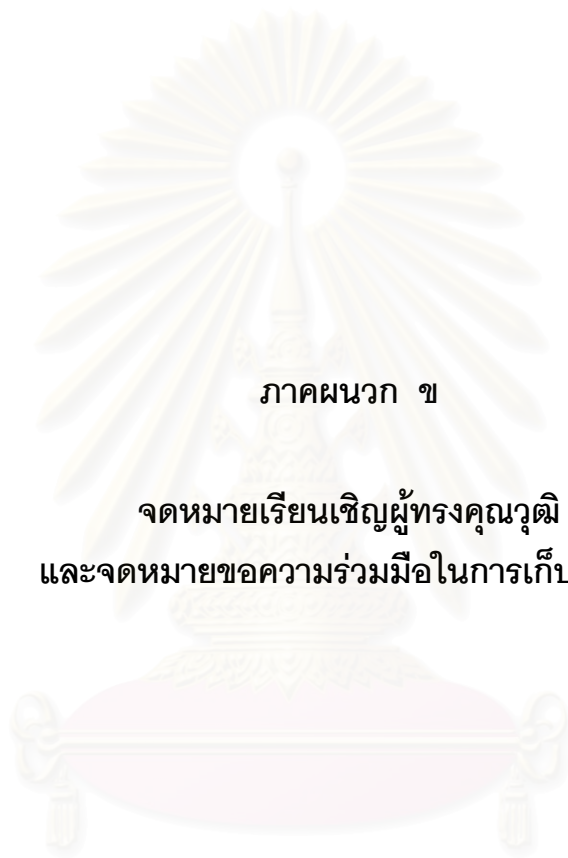 ภาคผนวก ข
จดหมายเรียนเชิญผู้ทรงคุณวุฒิ
และจดหมายขอความร่วมมือในการเก็บ